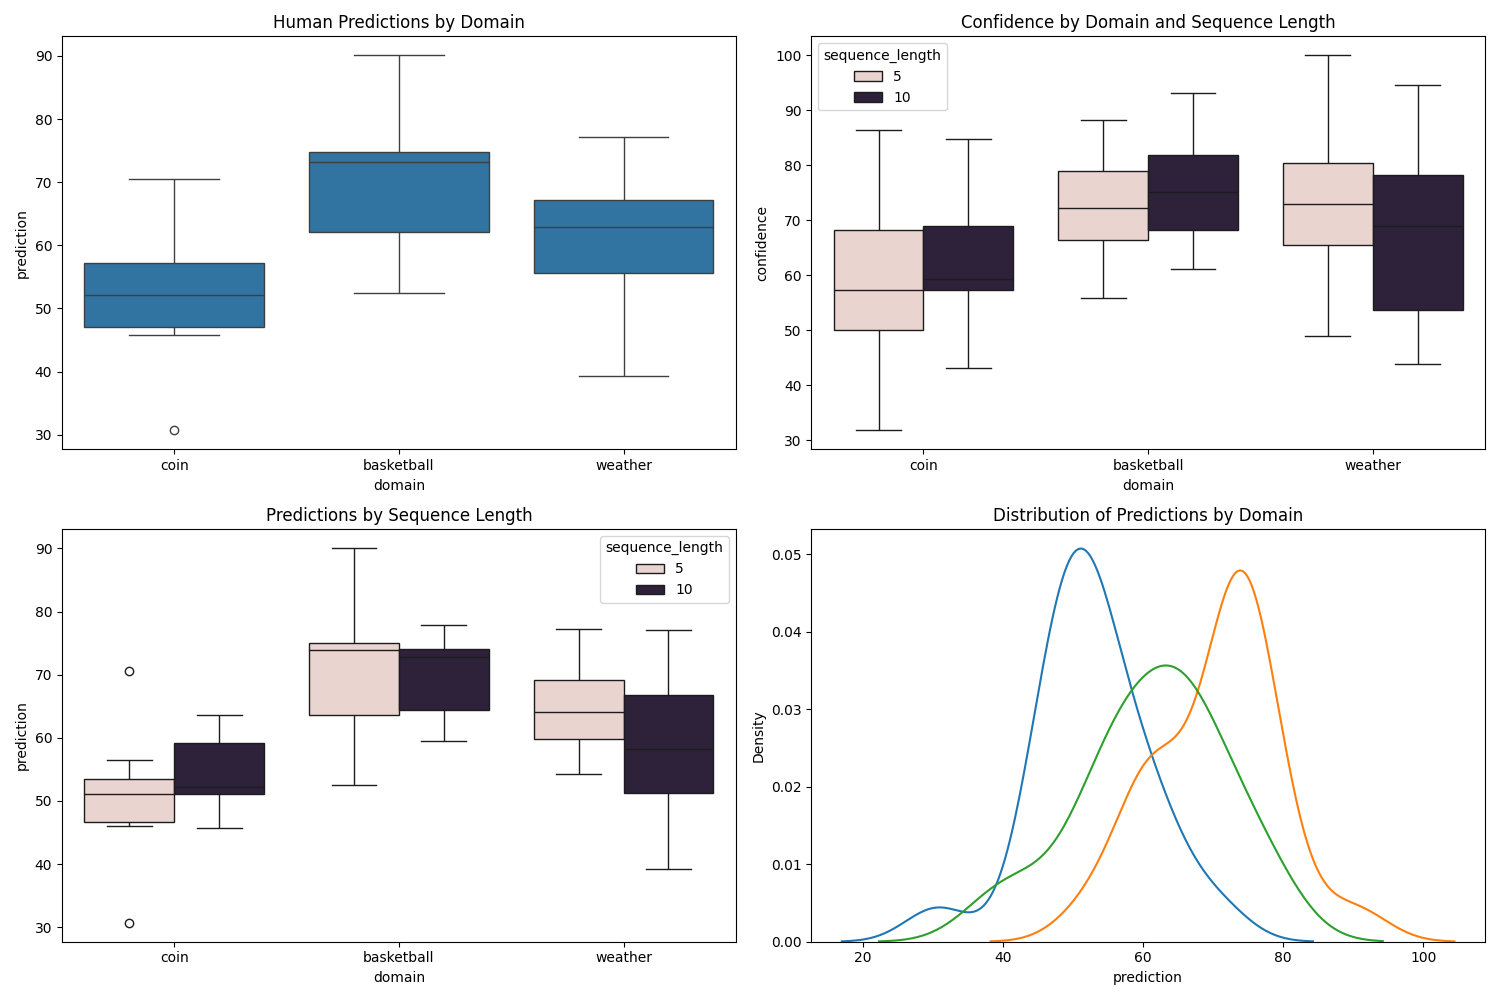 Human Predictions by Domain
prediction
90
80
70
60
50
40
30
coin basketball weather
domain
Confidence by Domain and Sequence Length
sequence_length
5
10
confidence
100
90
80
70
60
50
40
30
coin basketball weather
domain
Predictions by Sequence Length
sequence_length
5
10
prediction
90
80
70
60
50
40
30
coin basketball weather
domain
Distribution of Predictions by Domain
Density
0.05
0.04
0.03
0.02
0.01
0.00
20 40 60 80 100
prediction